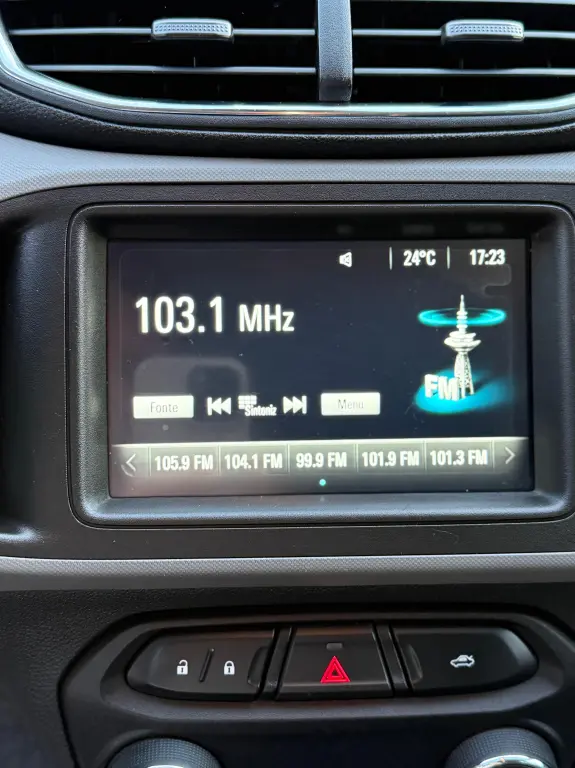 24°C 17:23
103.1 MHz
FM
Fonte Sintoniz Menu
105.9 FM 104.1 FM 99.9 FM 101.9 FM 101.3 FM